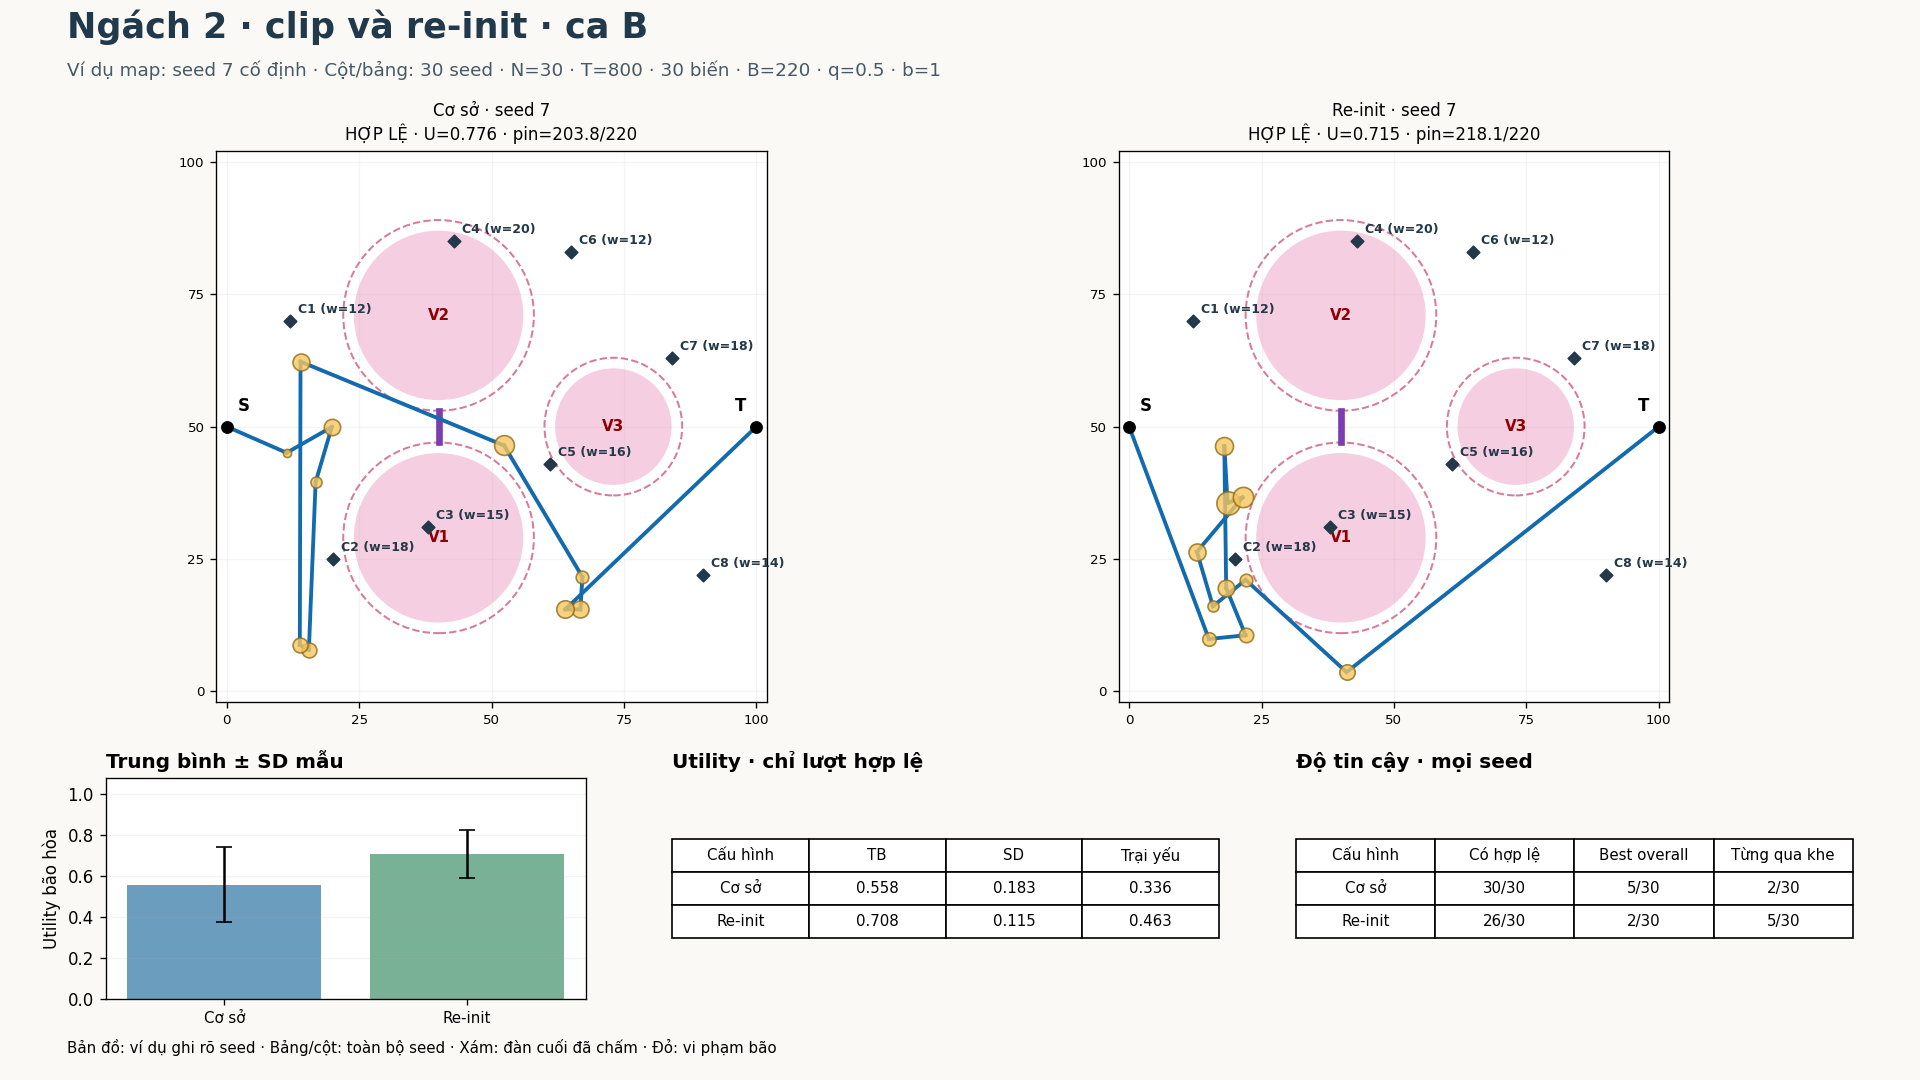 Ngách 2 · clip và re-init · ca B
Ví dụ map: seed 7 cố định · Cột/bảng: 30 seed · N=30 · T=800 · 30 biến · B=220 · q=0.5 · b=1
Cơ sở · seed 7
HỢP LỆ · U=0.776 · pin=203.8/220
100
75
50
25
0
0 25 50 75 100
C4 (w=20)
C6 (w=12)
C1 (w=12)
V2
C7 (w=18)
S
T
V3
C5 (w=16)
C3 (w=15)
V1
C2 (w=18)
C8 (w=14)
Re-init · seed 7
HỢP LỆ · U=0.715 · pin=218.1/220
100
75
50
25
0
0 25 50 75 100
C4 (w=20)
C6 (w=12)
C1 (w=12)
V2
C7 (w=18)
S
T
V3
C5 (w=16)
C3 (w=15)
V1
C2 (w=18)
C8 (w=14)
Trung bình ± SD mẫu
Utility bão hòa
1.0
0.8
0.6
0.4
0.2
0.0
Cơ sở Re-init
Utility · chỉ lượt hợp lệ
Cấu hình TB SD Trại yếu
Cơ sở 0.558 0.183 0.336
Re-init 0.708 0.115 0.463
Độ tin cậy · mọi seed
Cấu hình Có hợp lệ Best overall Từng qua khe
Cơ sở 30/30 5/30 2/30
Re-init 26/30 2/30 5/30
Bản đồ: ví dụ ghi rõ seed · Bảng/cột: toàn bộ seed · Xám: đàn cuối đã chấm · Đỏ: vi phạm bão